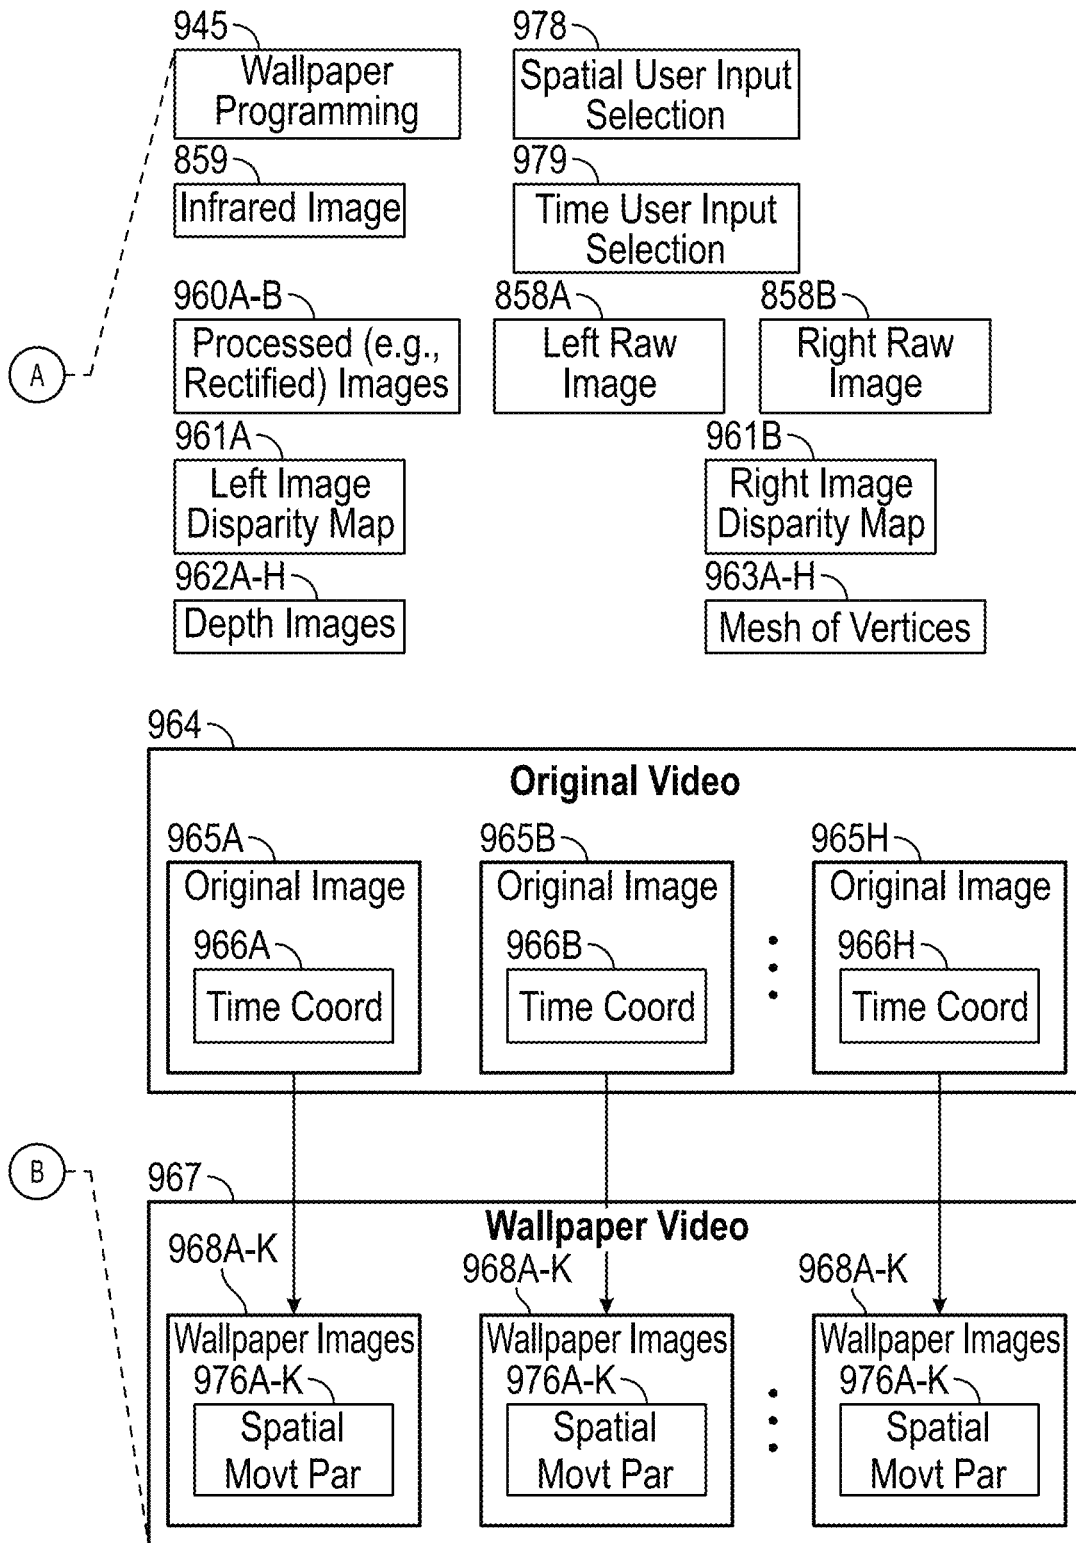 945
978
Wallpaper
Programming
Spatial User Input
Selection
859
979
Infrared Image
Time User Input
Selection
960A-B
858A
858B
Processed (e.g.,
Rectified) Images
Left Raw
Image
Right Raw
Image
A
961A
961B
Left Image
Disparity Map
Right Image
Disparity Map
962A-H
963A-H
Depth Images
Mesh of Vertices
964
Original Video
965A
965B
965H
Original Image
Original Image
Original Image
966A
966B
966H
Time Coord
Time Coord
Time Coord
B
967
Wallpaper Video
968A-K
968A-K
968A-K
Wallpaper Images
Wallpaper Images
Wallpaper Images
976A-K
976A-K
976A-K
Spatial
Movt Par
Spatial
Movt Par
Spatial
Movt Par